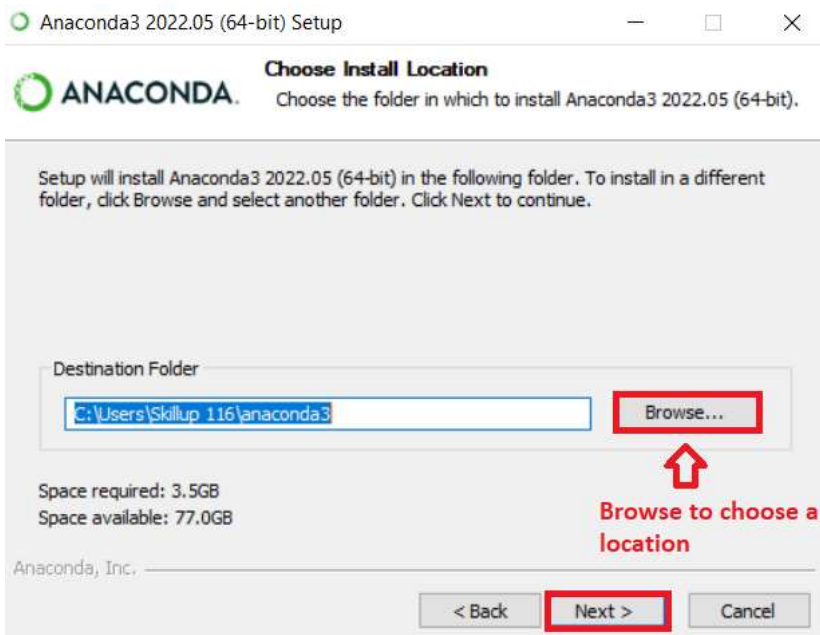 Anaconda3 2022.05 (64-bit) Setup
ANACONDA.
Choose Install Location
Choose the folder in which to install Anaconda3 2022.05 (64-bit).
Setup will install Anaconda3 2022.05 (64-bit) in the following folder. To install in a different
folder, click Browse and select another folder. Click Next to continue.
Destination Folder
C:\Users\Skillup 116\anaconda3
Browse...
Space required: 3.5GB
Space available: 77.0GB
Browse to choose a
location
Anaconda, Inc.
< Back
Next >
Cancel